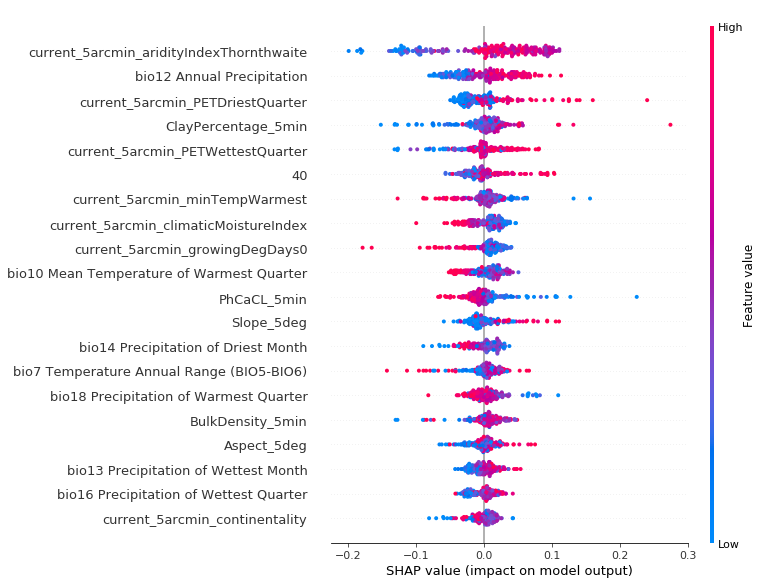 High
current_5arcmin_aridityIndexThornthwaite
bio12 Annual Precipitation
current_5arcmin_PETDriestQuarter
ClayPercentage_5min
current_5arcmin_PETWettestQuarter
40
current_5arcmin_minTempWarmest
current_5arcmin_climaticMoistureIndex
current_5arcmin_growingDegDays0
bio10 Mean Temperature of Warmest Quarter
PhCaCL_5min
Slope_5deg
bio14 Precipitation of Driest Month
bio7 Temperature Annual Range (BIO5-BIO6)
bio18 Precipitation of Warmest Quarter
BulkDensity_5min
Aspect_5deg
bio13 Precipitation of Wettest Month
bio16 Precipitation of Wettest Quarter
current_5arcmin_continentality
Feature value
Low
−0.2 −0.1 0.0 0.1 0.2 0.3
SHAP value (impact on model output)